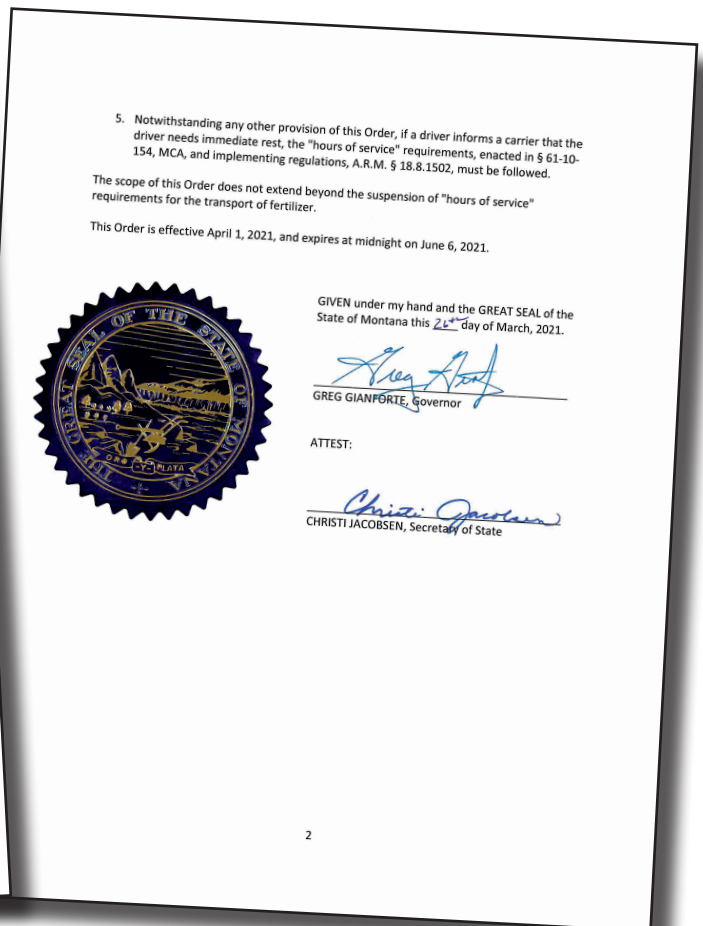 5. Notwithstanding any other provision of this Order, if a driver informs a carrier that the
driver needs immediate rest, the "hours of service" requirements, enacted in § 61-10-
154, MCA, and implementing regulations, A.R.M. § 18.8.1502, must be followed.
The scope of this Order does not extend beyond the suspension of "hours of service"
requirements for the transport of fertilizer.
This Order is effective April 1, 2021, and expires at midnight on June 6, 2021.
THE GREAT SEAL OF THE STATE OF MONTANA
ORO Y PLATA
GIVEN under my hand and the GREAT SEAL of the
State of Montana this 26th day of March, 2021.
Greg Gianforte
GREG GIANFORTE, Governor
ATTEST:
Christi Jacobsen
CHRISTI JACOBSEN, Secretary of State
2